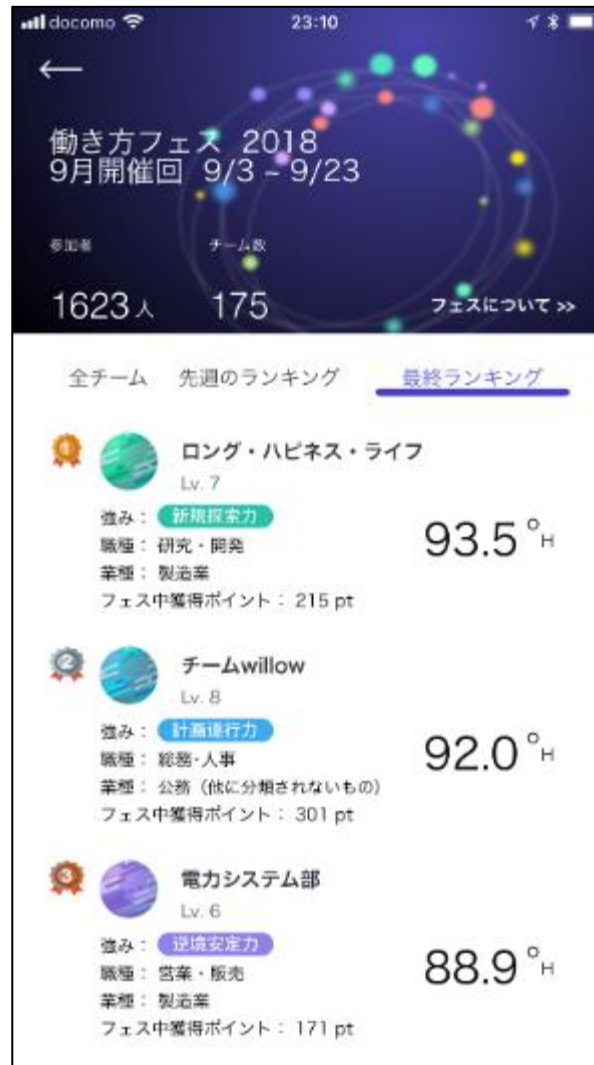 docomo 23:10
働き方フェス 2018
9月開催回 9/3 ~ 9/23
参加者 チーム数
1623人 175 フェスについて >>
全チーム 先週のランキング 最終ランキング
1 ロング・ハピネス・ライフ
Lv. 7
強み： 新規探索力
職種： 研究・開発
93.5 °H
業種： 製造業
フェス中獲得ポイント： 215 pt
2 チームwillow
Lv. 8
強み： 計画遂行力
職種： 総務・人事
92.0 °H
業種： 公務（他に分類されないもの）
フェス中獲得ポイント： 301 pt
3 電力システム部
Lv. 6
強み： 逆境安定力
職種： 営業・販売
88.9 °H
業種： 製造業
フェス中獲得ポイント： 171 pt